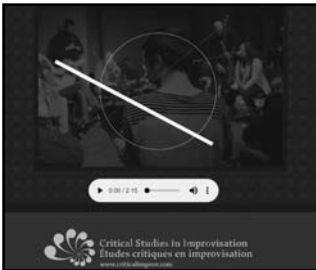 0:00 / 2:15
Critical Studies in Improvisation
Études critiques en improvisation
www.criticalimprov.com